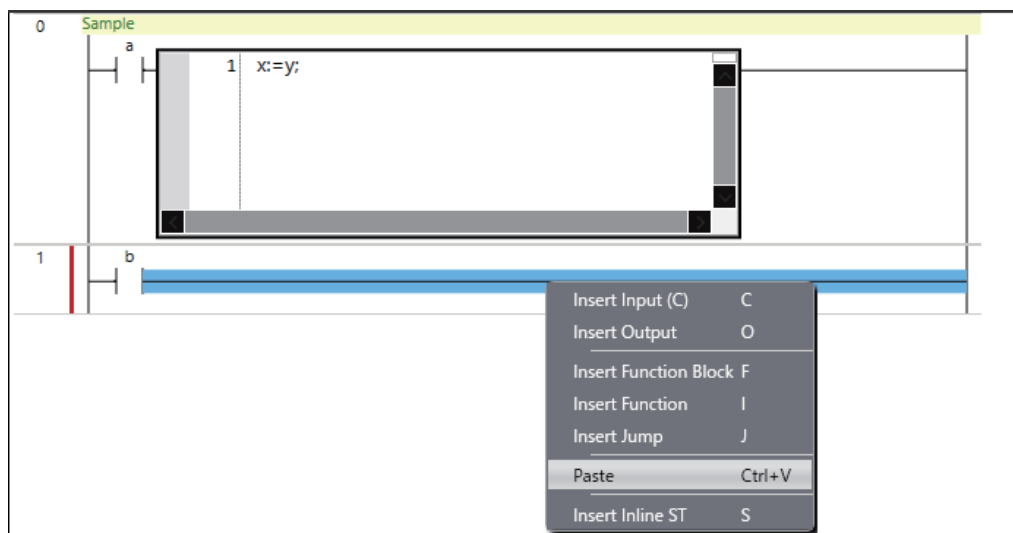 0 Sample
a
1 x:=y;
1 b
Insert Input (C) C
Insert Output O
Insert Function Block F
Insert Function I
Insert Jump J
Paste Ctrl+V
Insert Inline ST S